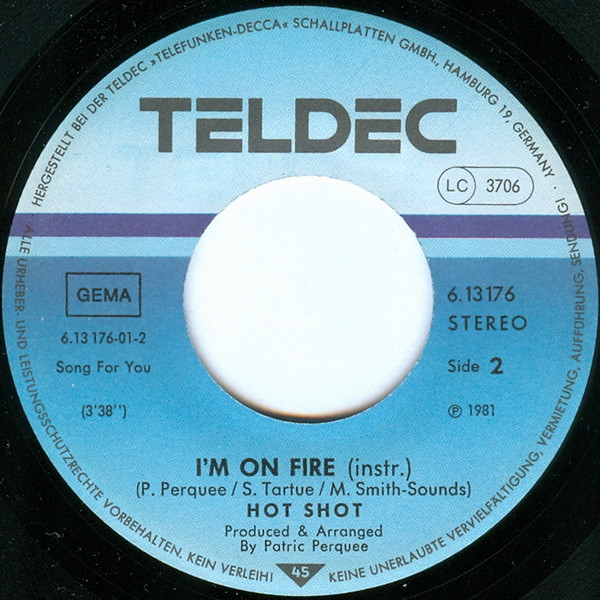 HERGESTELLT BEI DER TELDEC »TELEFUNKEN-DECCA« SCHALLPLATTEN GMBH., HAMBURG 19, GERMANY ·
TELDEC
LC 3706
GEMA
6.13176
STEREO
6.13 176-01-2
Song For You
Side 2
(3'38'')
℗ 1981
I'M ON FIRE (instr.)
(P. Perquee / S. Tartue / M. Smith-Sounds)
HOT SHOT
Produced & Arranged
By Patric Perquee
45
· ALLE URHEBER- UND LEISTUNGSSCHUTZRECHTE VORBEHALTEN. KEIN VERLEIH! KEINE UNERLAUBTE VERVIELFÄLTIGUNG, VERMIETUNG, AUFFÜHRUNG, SENDUNG!